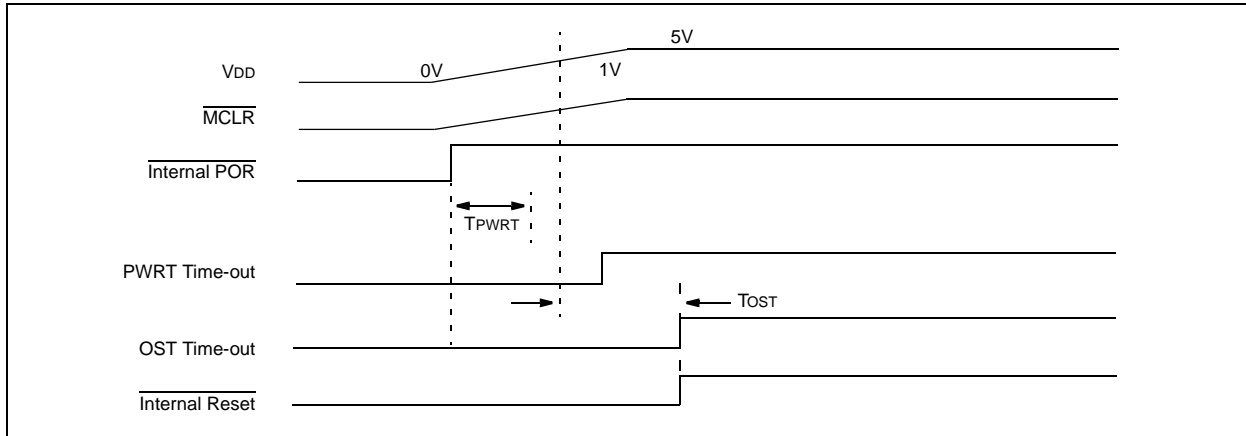 5V
VDD 0V 1V
MCLR
Internal POR
TPWRT
PWRT Time-out
TOST
OST Time-out
Internal Reset